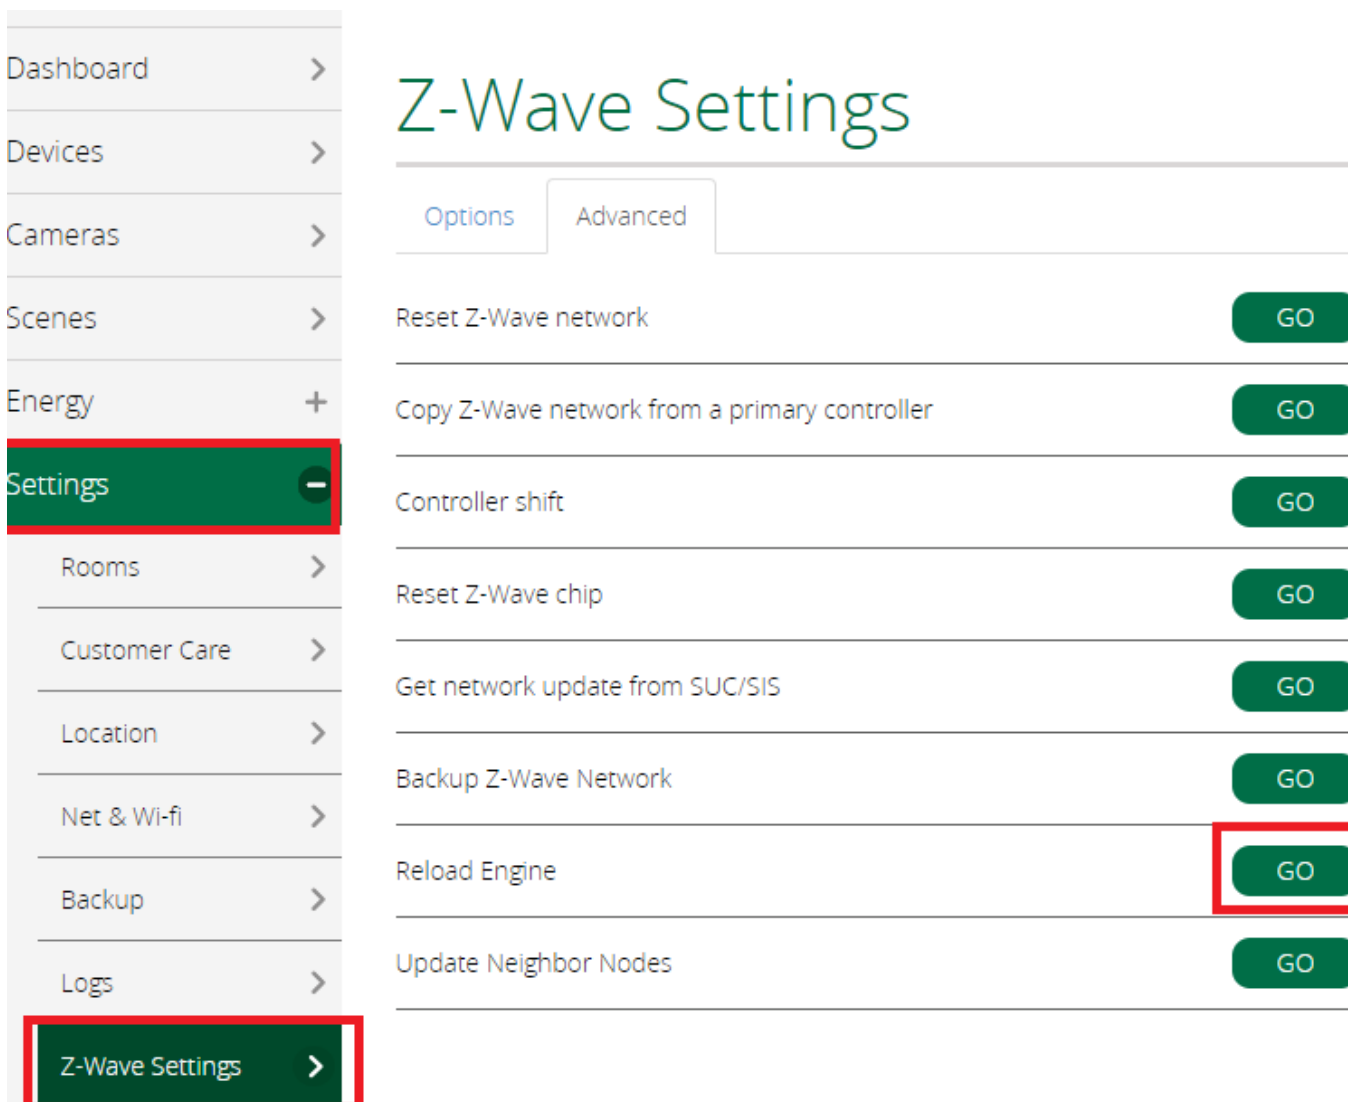 Dashboard
Devices
Cameras
Scenes
Energy
Settings
Rooms
Customer Care
Location
Net & Wi-fi
Backup
Logs
Z-Wave Settings
Z-Wave Settings
Options
Advanced
Reset Z-Wave network GO
Copy Z-Wave network from a primary controller GO
Controller shift GO
Reset Z-Wave chip GO
Get network update from SUC/SIS GO
Backup Z-Wave Network GO
Reload Engine GO
Update Neighbor Nodes GO